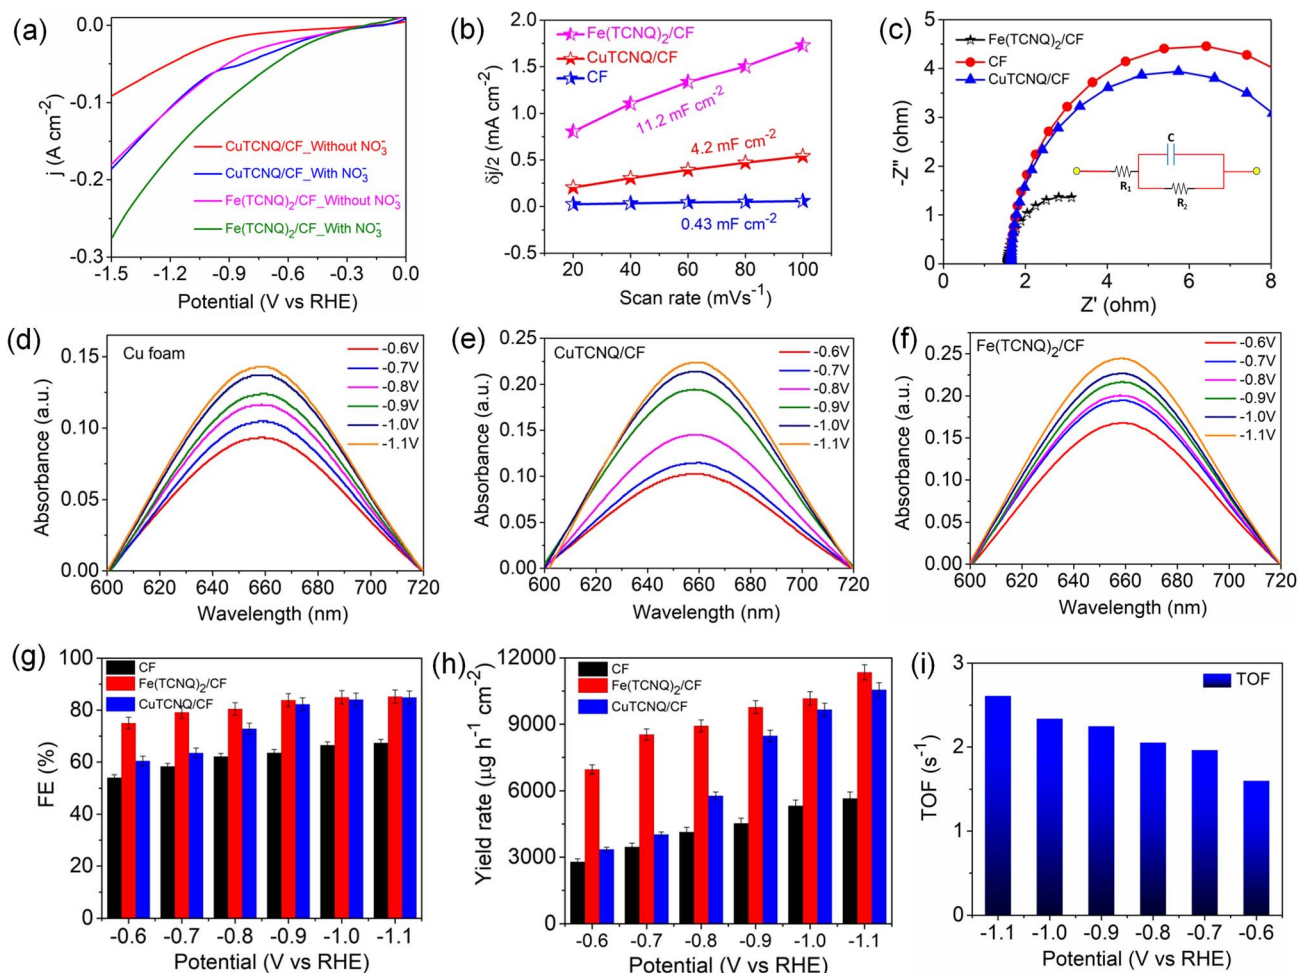 (a)
0.0
-0.1
-0.2
-0.3
-1.5 -1.2 -0.9 -0.6 -0.3 0.0
j (A cm⁻²)
Potential (V vs RHE)
CuTCNQ/CF_Without NO₃⁻
CuTCNQ/CF_With NO₃⁻
Fe(TCNQ)₂/CF_Without NO₃⁻
Fe(TCNQ)₂/CF_With NO₃⁻
(b)
2.0
1.5
1.0
0.5
0.0
-0.5
20 40 60 80 100
δj/2 (mA cm⁻²)
Scan rate (mVs⁻¹)
Fe(TCNQ)₂/CF
CuTCNQ/CF
CF
11.2 mF cm⁻²
4.2 mF cm⁻²
0.43 mF cm⁻²
(c)
5
4
3
2
1
0
0 2 4 6 8
-Z" (ohm)
Z' (ohm)
Fe(TCNQ)₂/CF
CF
CuTCNQ/CF
C
R₁
R₂
(d)
Cu foam
0.15
0.10
0.05
0.00
600 620 640 660 680 700 720
Absorbance (a.u.)
Wavelength (nm)
-0.6V
-0.7V
-0.8V
-0.9V
-1.0V
-1.1V
(e)
CuTCNQ/CF
0.25
0.20
0.15
0.10
0.05
0.00
600 620 640 660 680 700 720
Absorbance (a.u.)
Wavelength (nm)
-0.6V
-0.7V
-0.8V
-0.9V
-1.0V
-1.1V
(f)
Fe(TCNQ)₂/CF
0.25
0.20
0.15
0.10
0.05
0.00
600 620 640 660 680 700 720
Absorbance (a.u.)
Wavelength (nm)
-0.6V
-0.7V
-0.8V
-0.9V
-1.0V
-1.1V
(g)
100
80
60
40
20
0
-0.6 -0.7 -0.8 -0.9 -1.0 -1.1
FE (%)
Potential (V vs RHE)
CF
Fe(TCNQ)₂/CF
CuTCNQ/CF
(h)
12000
9000
6000
3000
0
-0.6 -0.7 -0.8 -0.9 -1.0 -1.1
Yield rate (μg h⁻¹ cm⁻²)
Potential (V vs RHE)
CF
Fe(TCNQ)₂/CF
CuTCNQ/CF
(i)
3
2
1
0
-1.1 -1.0 -0.9 -0.8 -0.7 -0.6
TOF (s⁻¹)
Potential (V vs RHE)
TOF